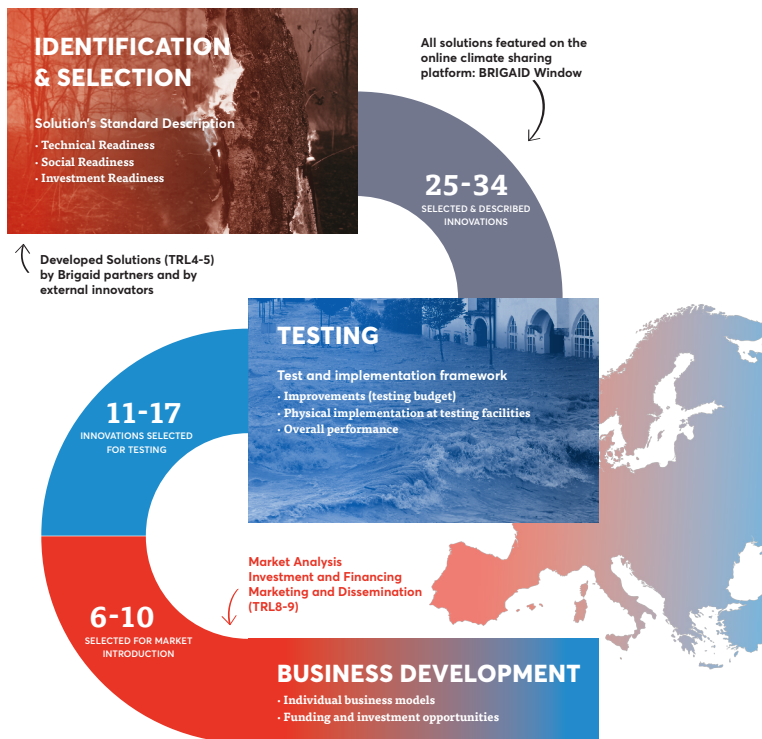 IDENTIFICATION
& SELECTION
Solution's Standard Description
· Technical Readiness
· Social Readiness
· Investment Readiness
All solutions featured on the
online climate sharing
platform: BRIGAID Window
25-34
SELECTED & DESCRIBED
INNOVATIONS
Developed Solutions (TRL4-5)
by Brigaid partners and by
external innovators
TESTING
Test and implementation framework
· Improvements (testing budget)
· Physical implementation at testing facilities
· Overall performance
11-17
INNOVATIONS SELECTED
FOR TESTING
Market Analysis
Investment and Financing
Marketing and Dissemination
(TRL8-9)
6-10
SELECTED FOR MARKET
INTRODUCTION
BUSINESS DEVELOPMENT
· Individual business models
· Funding and investment opportunities